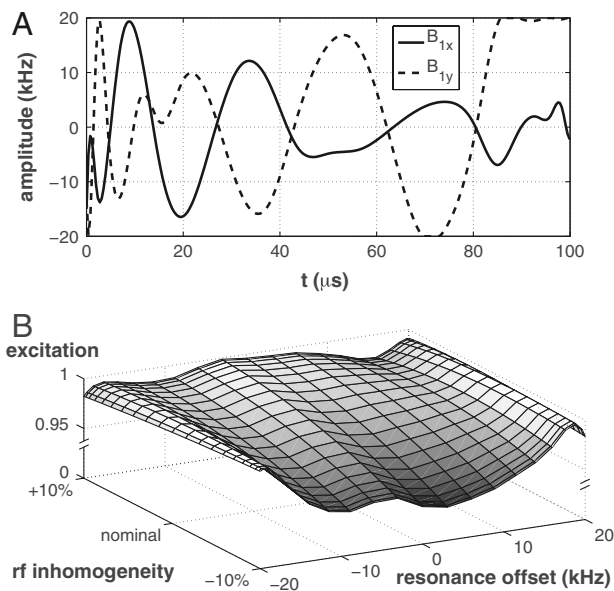 A
B1x
B1y
amplitude (kHz)
20
10
0
−10
−20
0
20
40
60
80
100
t (μs)
B
excitation
1
0.95
0
+10%
nominal
−10%
rf inhomogeneity
−20
−10
0
10
20
resonance offset (kHz)